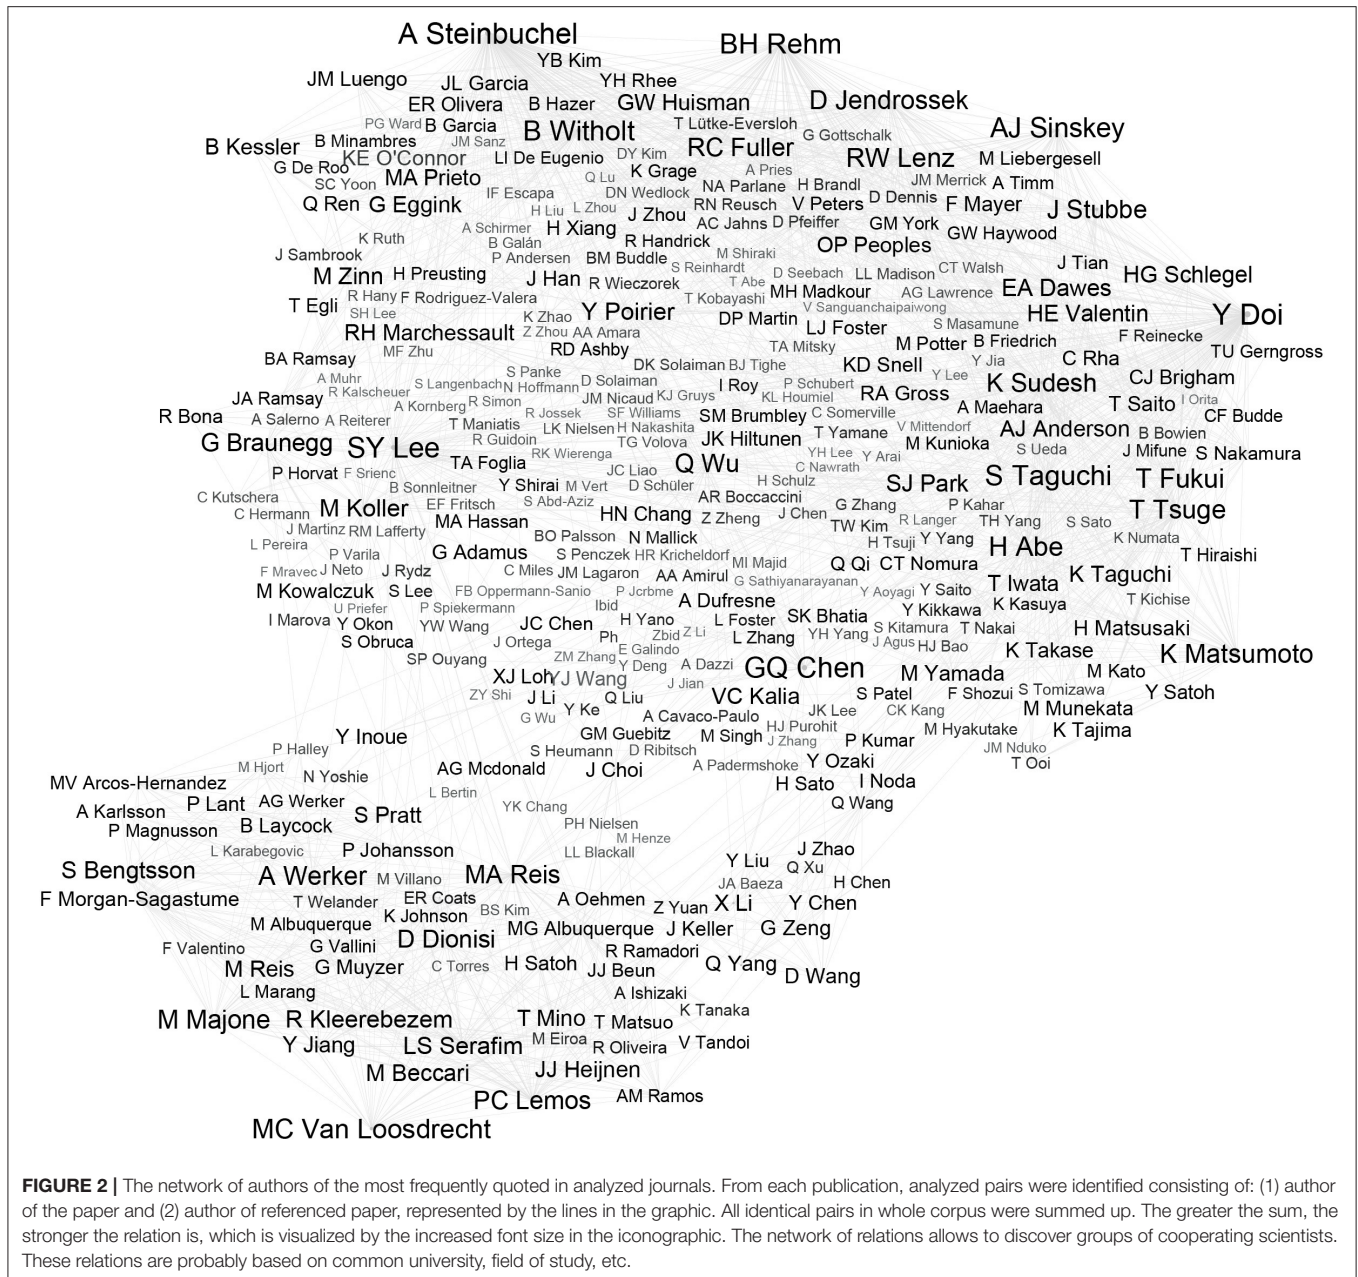 A Steinbuchel
BH Rehm
YB Kim
JM Luengo
JL Garcia
YH Rhee
ER Olivera
B Hazer
GW Huisman
D Jendrossek
PG Ward
B Garcia
B Witholt
T Lütke-Eversloh
G Gottschalk
AJ Sinskey
B Kessler
B Minambres
JM Sanz
RC Fuller
KE O'Connor
LI De Eugenio
DY Kim
RW Lenz
M Liebergesell
G De Roo
MA Prieto
Q Lu
K Grage
A Pries
JM Merrick
A Timm
SC Yoon
IF Escapa
DN Wedlock
NA Parlane
H Brandl
D Dennis
Q Ren
G Eggink
H Liu
L Zhou
J Zhou
RN Reusch
V Peters
F Mayer
J Stubbe
A Schirmer
H Xiang
AC Jahns
D Pfeiffer
GM York
GW Haywood
K Ruth
B Galán
R Handrick
OP Peoples
J Sambrook
P Andersen
BM Buddle
M Shiraki
J Tian
M Zinn
H Preusting
J Han
R Wieczorek
S Reinhardt
T Abe
D Seebach
LL Madison
CT Walsh
HG Schlegel
T Egli
R Hany
F Rodriguez-Valera
T Kobayashi
MH Madkour
AG Lawrence
EA Dawes
SH Lee
K Zhao
Y Poirier
V Sanguanchaipaiwong
HE Valentin
Y Doi
RH Marchessault
Z Zhou
AA Amara
DP Martin
LJ Foster
S Masamune
F Reinecke
MF Zhu
RD Ashby
TA Mitsky
M Potter
B Friedrich
TU Gerngross
BA Ramsay
DK Solaiman
BJ Tighe
KD Snell
Y Jia
C Rha
A Muhr
S Panke
D Solaiman
Y Lee
CJ Brigham
R Kalscheuer
S Langenbach
N Hoffmann
I Roy
P Schubert
K Sudesh
JA Ramsay
A Kornberg
R Simon
JM Nicaud
KJ Gruys
KL Houmiel
RA Gross
T Saito
I Orita
R Bona
A Salerno
A Reiterer
R Jossek
SF Williams
SM Brumbley
C Somerville
A Maehara
CF Budde
T Maniatis
LK Nielsen
H Nakashita
T Yamane
V Mittendorf
AJ Anderson
B Bowien
G Braunegg
SY Lee
R Guidoin
TG Volova
JK Hiltunen
M Kunioka
S Ueda
J Mifune
S Nakamura
P Horvat
F Srienc
TA Foglia
RK Wierenga
JC Liao
Q Wu
YH Lee
Y Arai
C Nawrath
C Kutschera
B Sonnleitner
Y Shirai
M Vert
D Schüler
H Schulz
SJ Park
S Taguchi
T Fukui
C Hermann
M Koller
EF Fritsch
S Abd-Aziz
AR Boccaccini
G Zhang
P Kahar
T Tsuge
J Martinz
RM Lafferty
MA Hassan
HN Chang
Z Zheng
J Chen
TW Kim
R Langer
TH Yang
S Sato
L Pereira
P Varila
BO Palsson
N Mallick
H Tsuji
Y Yang
H Abe
K Numata
T Hiraishi
G Adamus
S Penczek
HR Kricheldorf
MI Majid
Q Qi
CT Nomura
F Mravec
J Neto
J Rydz
C Miles
JM Lagaron
AA Amirul
G Sathiyanarayanan
T Iwata
K Taguchi
M Kowalczuk
S Lee
FB Oppermann-Sanio
P Jcrbme
A Dufresne
Y Aoyagi
Y Saito
K Kasuya
T Kichise
U Priefer
P Spiekermann
Ibid
SK Bhatia
Y Kikkawa
I Marova
Y Okon
YW Wang
JC Chen
H Yano
L Foster
S Kitamura
T Nakai
H Matsusaki
S Obruca
J Ortega
Ph
Zbid
Z Li
L Zhang
YH Yang
J Agus
HJ Bao
K Takase
K Matsumoto
SP Ouyang
ZM Zhang
E Galindo
Y Deng
A Dazzi
GQ Chen
M Yamada
M Kato
XJ Loh
YJ Wang
J Jian
ZY Shi
J Li
Q Liu
VC Kalia
S Patel
F Shozui
S Tomizawa
Y Satoh
G Wu
Y Ke
A Cavaco-Paulo
JK Lee
CK Kang
M Munekata
Y Inoue
GM Guebitz
M Singh
HJ Purohit
J Zhang
P Kumar
M Hyakutake
K Tajima
P Halley
S Heumann
D Ribitsch
JM Nduko
M Hjort
N Yoshie
AG Mcdonald
J Choi
A Padermshoke
Y Ozaki
T Ooi
MV Arcos-Hernandez
H Sato
I Noda
A Karlsson
P Lant
AG Werker
L Bertin
YK Chang
Q Wang
P Magnusson
B Laycock
S Pratt
PH Nielsen
L Karabegovic
P Johansson
M Henze
LL Blackall
J Zhao
S Bengtsson
A Werker
M Villano
MA Reis
Y Liu
Q Xu
JA Baeza
H Chen
F Morgan-Sagastume
T Welander
ER Coats
A Oehmen
Z Yuan
X Li
Y Chen
M Albuquerque
K Johnson
BS Kim
MG Albuquerque
J Keller
G Zeng
F Valentino
G Vallini
D Dionisi
R Ramadori
M Reis
G Muyzer
C Torres
H Satoh
JJ Beun
Q Yang
D Wang
L Marang
A Ishizaki
M Majone
R Kleerebezem
T Mino
T Matsuo
K Tanaka
Y Jiang
LS Serafim
M Eiroa
R Oliveira
V Tandoi
M Beccari
JJ Heijnen
PC Lemos
AM Ramos
MC Van Loosdrecht
FIGURE 2 | The network of authors of the most frequently quoted in analyzed journals. From each publication, analyzed pairs were identified consisting of: (1) author
of the paper and (2) author of referenced paper, represented by the lines in the graphic. All identical pairs in whole corpus were summed up. The greater the sum, the
stronger the relation is, which is visualized by the increased font size in the iconographic. The network of relations allows to discover groups of cooperating scientists.
These relations are probably based on common university, field of study, etc.